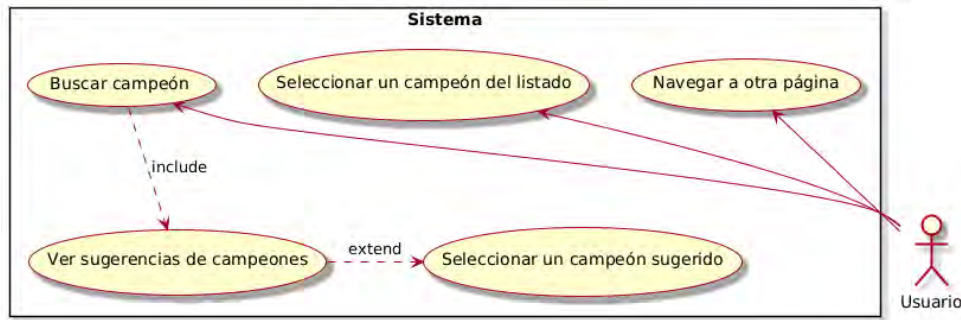 Sistema
Buscar campeón
Seleccionar un campeón del listado
Navegar a otra página
include
Ver sugerencias de campeones
extend
Seleccionar un campeón sugerido
Usuario